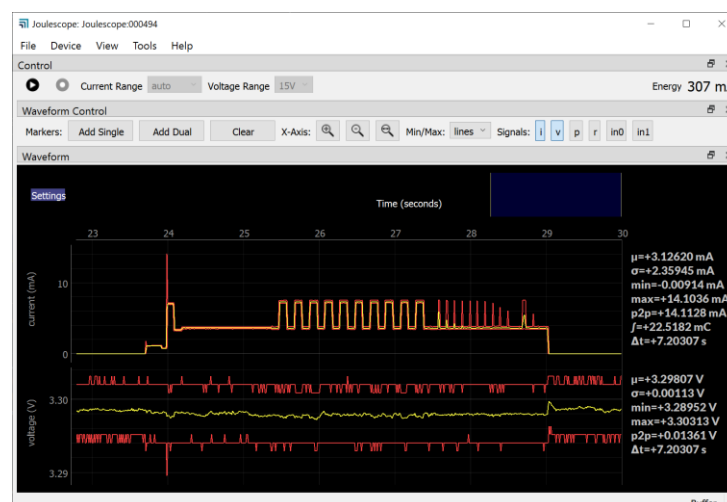 Joulescope: Joulescope:000494
File Device View Tools Help
Control
Current Range auto Voltage Range 15V Energy 307 m
Waveform Control
Markers: Add Single Add Dual Clear X-Axis: Min/Max: lines Signals: i v p r in0 in1
Waveform
Settings
Time (seconds)
23 24 25 26 27 28 29 30
current (mA)
10
0
μ=+3.12620 mA
σ=+2.35945 mA
min=-0.00914 mA
max=+14.1036 mA
p2p=+14.1128 mA
∫=+22.5182 mC
Δt=+7.20307 s
voltage (V)
3.30
3.29
μ=+3.29807 V
σ=+0.00113 V
min=+3.28952 V
max=+3.30313 V
p2p=+0.01361 V
Δt=+7.20307 s